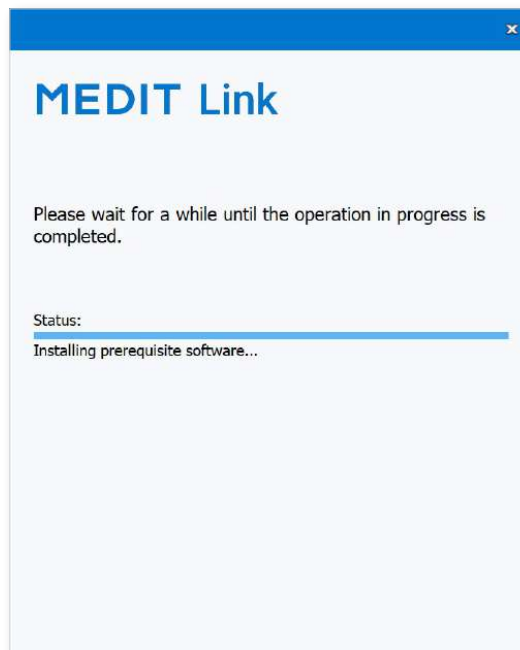 MEDIT Link
Please wait for a while until the operation in progress is
completed.
Status:
Installing prerequisite software...